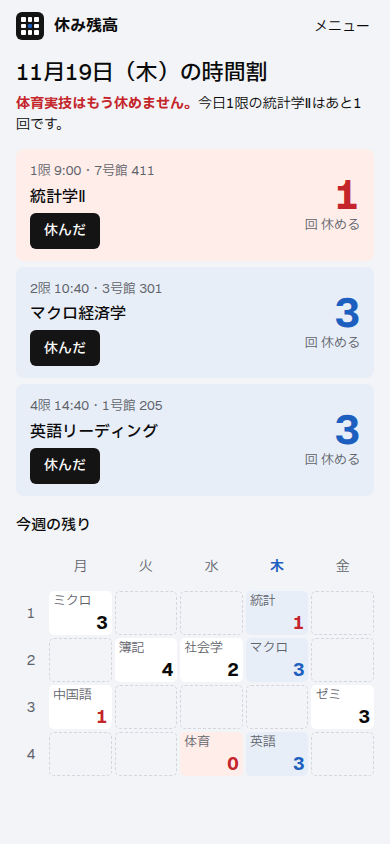 休み残高
メニュー
11月19日（木）の時間割
体育実技はもう休めません。今日1限の統計学Ⅱはあと1
回です。
1限 9:00・7号館 411
統計学Ⅱ
休んだ
1
回 休める
2限 10:40・3号館 301
マクロ経済学
休んだ
3
回 休める
4限 14:40・1号館 205
英語リーディング
休んだ
3
回 休める
今週の残り
月 火 水 木 金
1 ミクロ 3 統計 1
2 簿記 4 社会学 2 マクロ 3
3 中国語 1 ゼミ 3
4 体育 0 英語 3